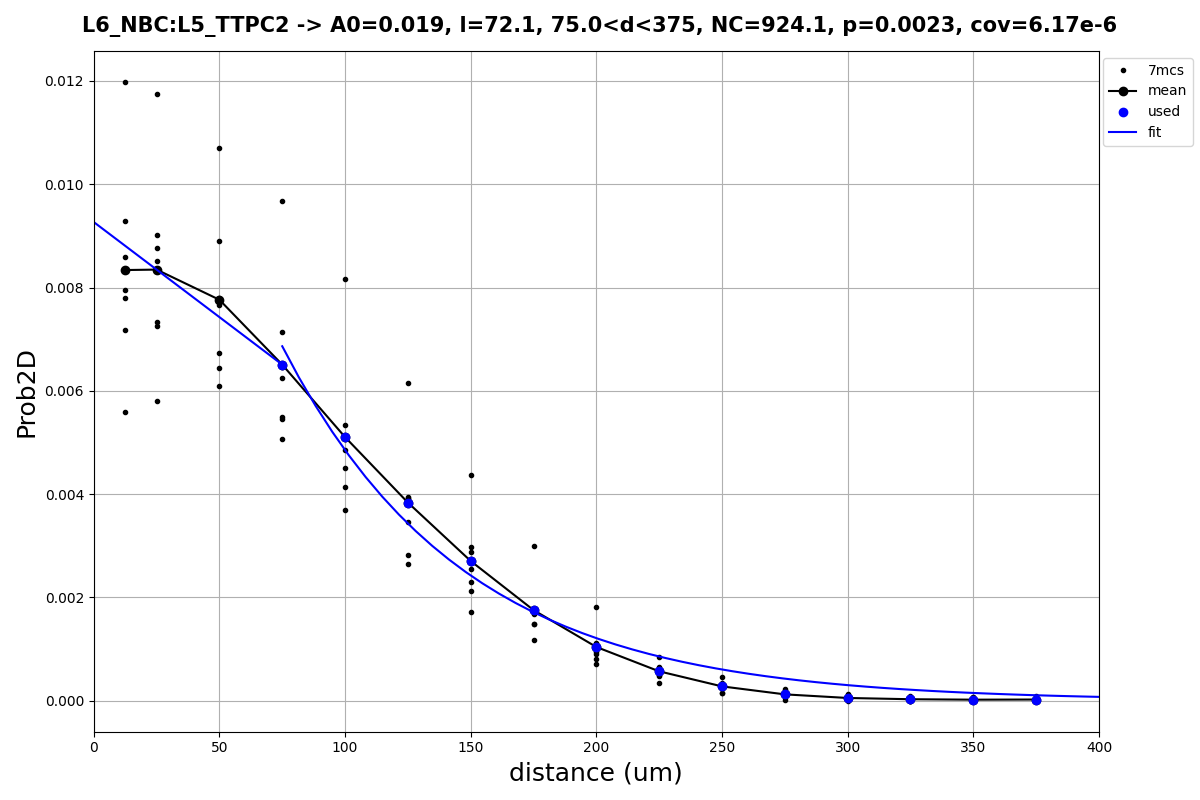 L6_NBC:L5_TTPC2 -> A0=0.019, l=72.1, 75.0<d<375, NC=924.1, p=0.0023, cov=6.17e-6
7mcs
mean
used
fit
Prob2D
0.012
0.010
0.008
0.006
0.004
0.002
0.000
0 50 100 150 200 250 300 350 400
distance (um)